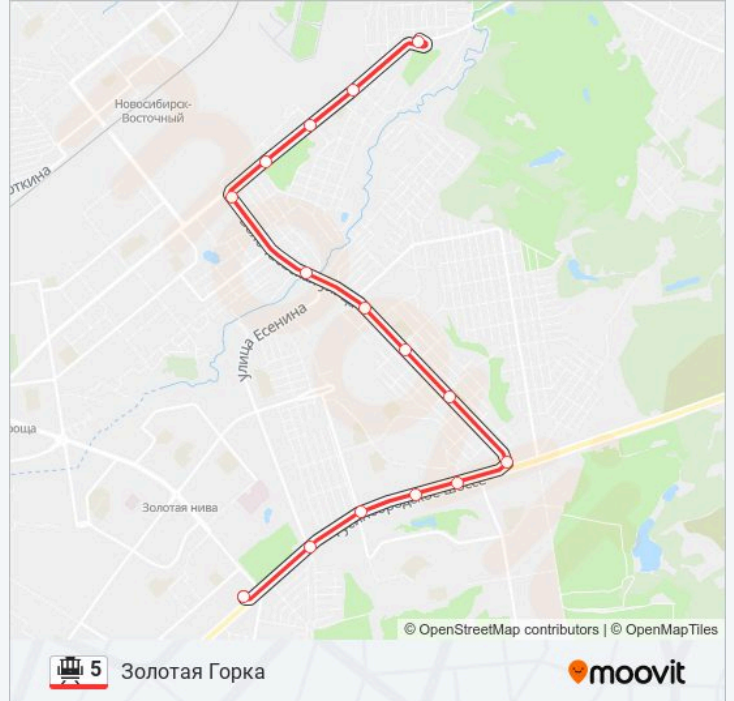 Новосибирск-
Восточный
откина
улица Есенина
роща
Золотая нива
© OpenStreetMap contributors | © OpenMapTiles
5 Золотая Горка
moovit